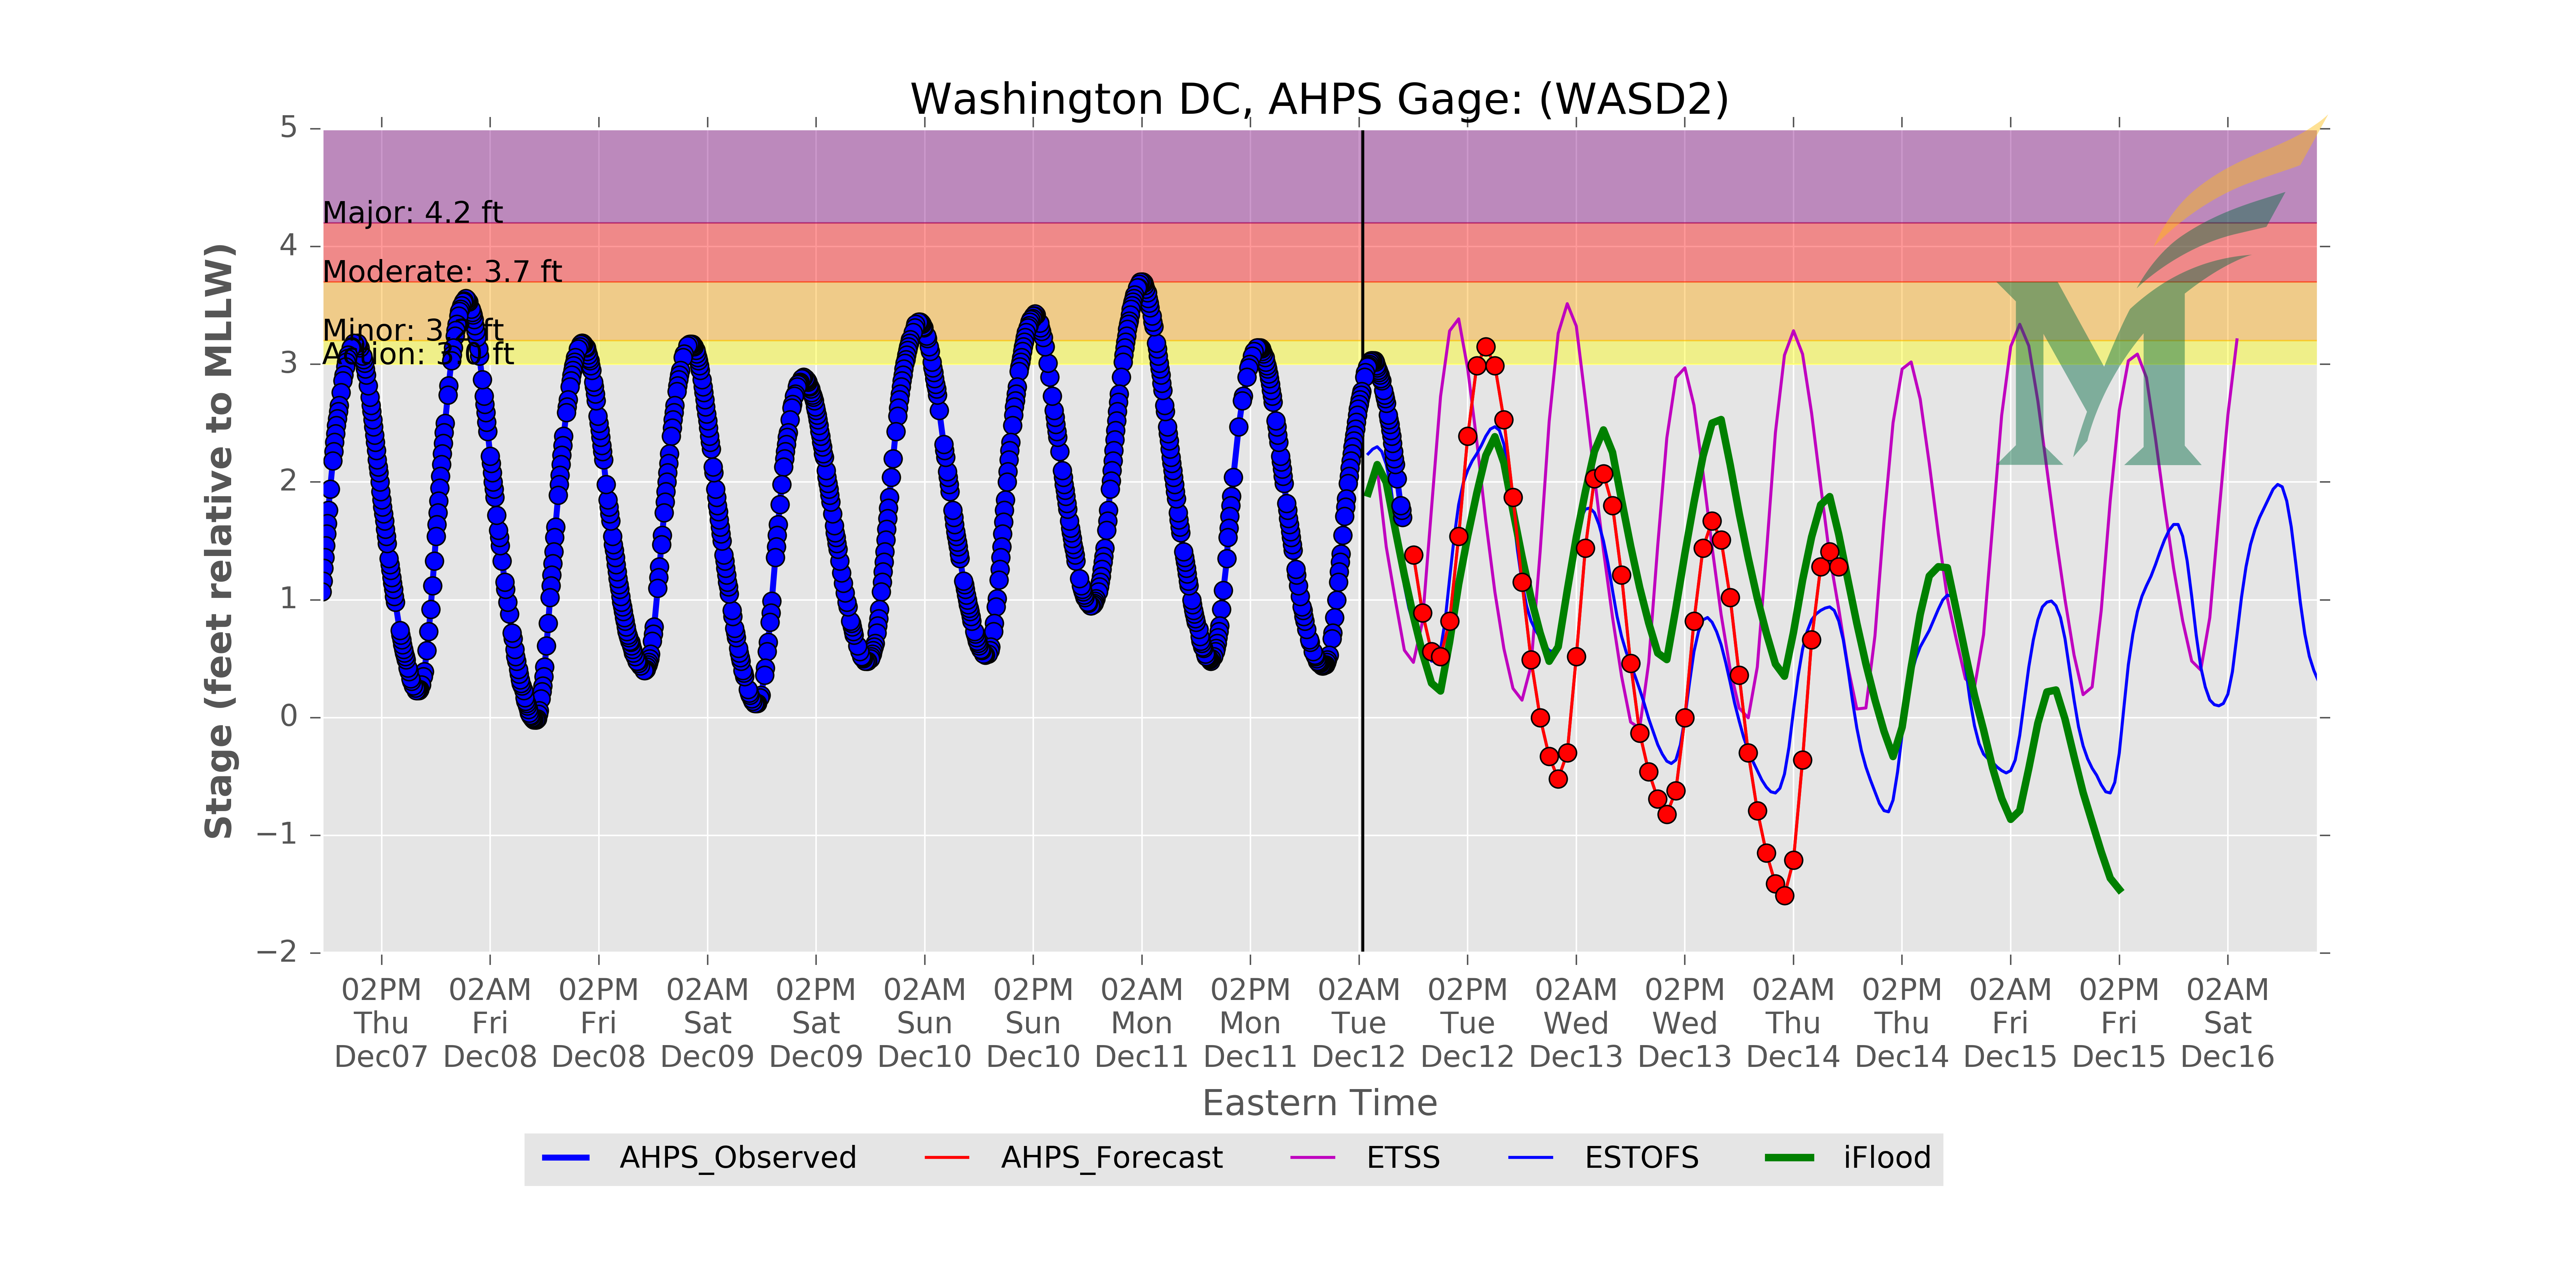 Washington DC, AHPS Gage: (WASD2)
5
4
3
2
1
0
−1
−2
Stage (feet relative to MLLW)
Major: 4.2 ft
Moderate: 3.7 ft
Minor: ft
3.0 ft
02PM 02AM 02PM 02AM 02PM 02AM 02PM 02AM 02PM 02AM 02PM 02AM 02PM 02AM 02PM 02AM 02PM 02AM
Thu Fri Fri Sat Sat Sun Sun Mon Mon Tue Tue Wed Wed Thu Thu Fri Fri Sat
Dec07 Dec08 Dec08 Dec09 Dec09 Dec10 Dec10 Dec11 Dec11 Dec12 Dec12 Dec13 Dec13 Dec14 Dec14 Dec15 Dec15 Dec16
Eastern Time
AHPS_Observed AHPS_Forecast ETSS ESTOFS iFlood